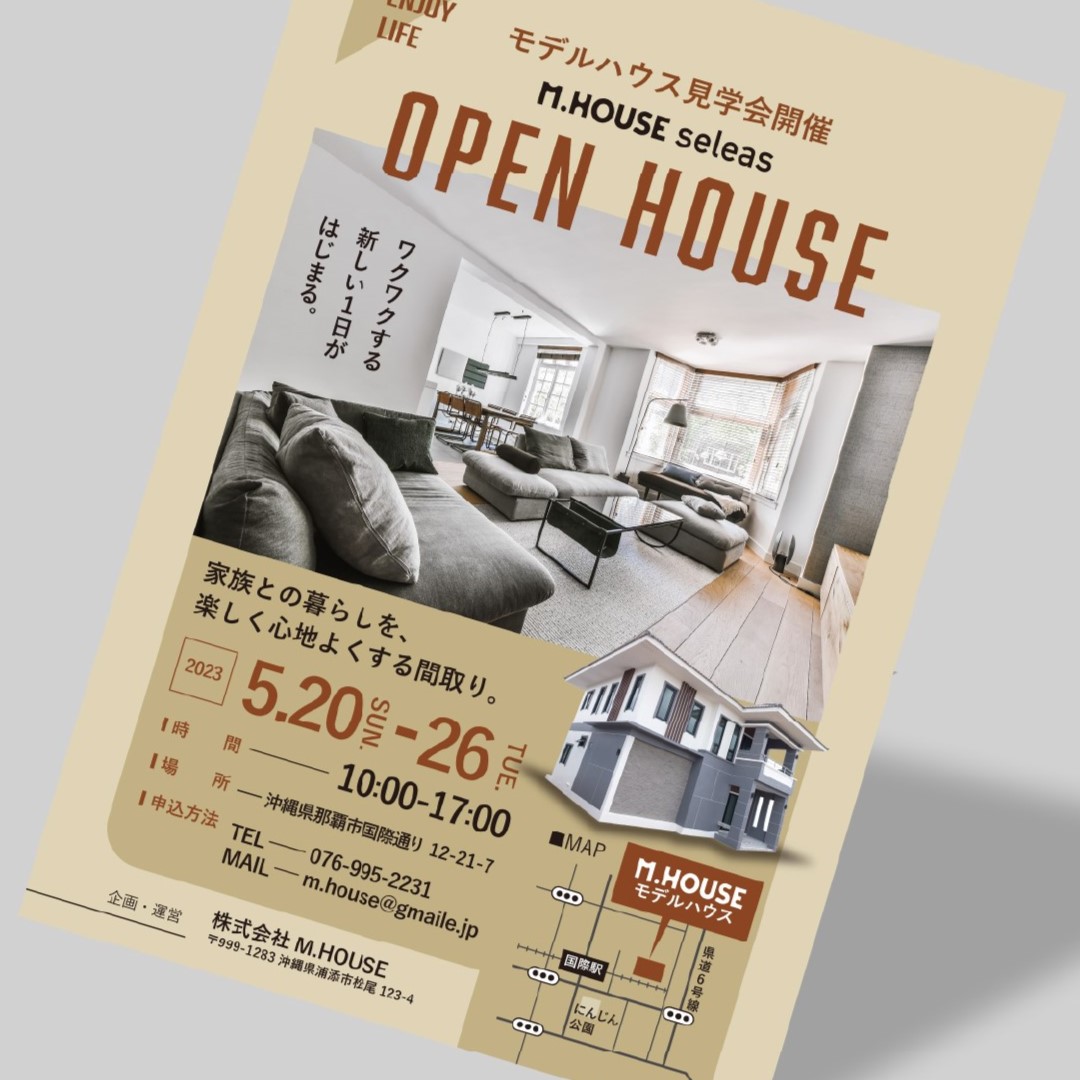 ENJOY
LIFE
モデルハウス見学会開催
M.HOUSE seleas
OPEN HOUSE
ワクワクする
新しい1日が
はじまる。
家族との暮らしを、
楽しく心地よくする間取り。
2023 5.20 SUN. - 26 TUE.
時間 10:00-17:00
場所 沖縄県那覇市国際通り 12-21-7
申込方法
TEL 076-995-2231
MAIL m.house@gmaile.jp
■MAP
M.HOUSE
モデルハウス
国際駅
県道6号線
にんじん
公園
企画・運営
株式会社 M.HOUSE
〒999-1283 沖縄県浦添市松尾 123-4